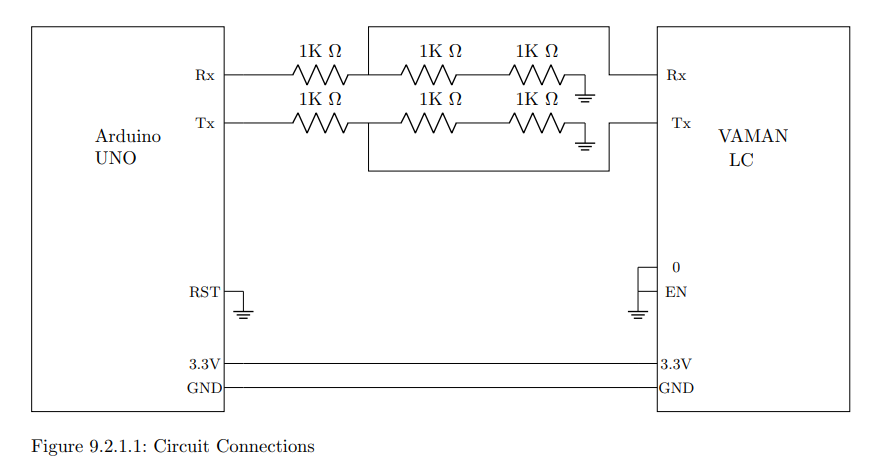 1K Ω 1K Ω 1K Ω
Rx Rx
1K Ω 1K Ω 1K Ω
Tx Tx
Arduino
UNO
VAMAN
LC
0
RST EN
3.3V 3.3V
GND GND
Figure 9.2.1.1: Circuit Connections